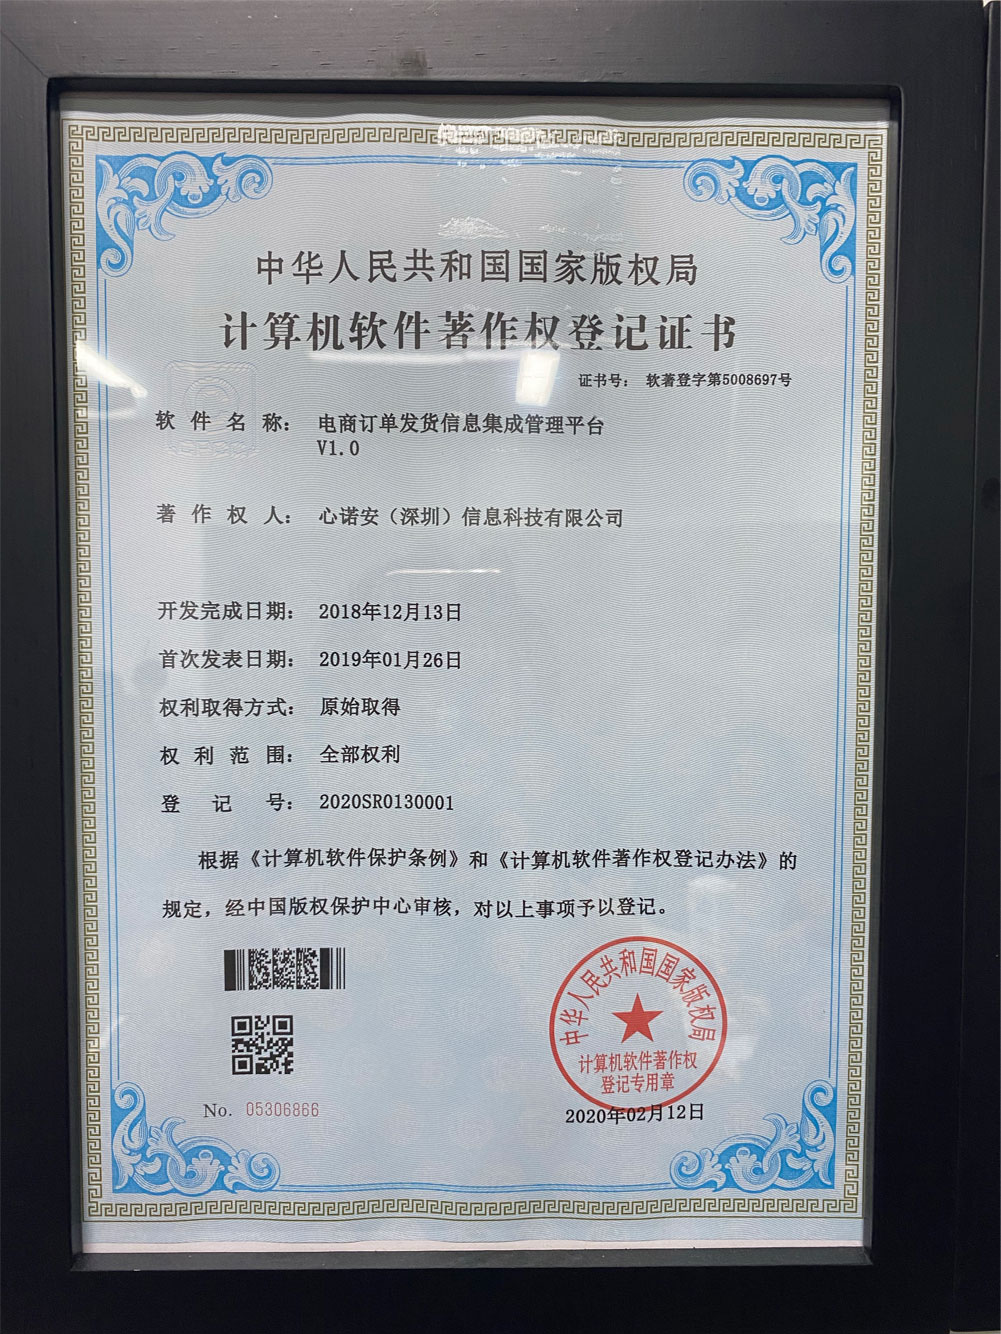 中华人民共和国国家版权局
计算机软件著作权登记证书
证书号： 软著登字第5008697号
软件名称： 电商订单发货信息集成管理平台
V1.0
著作权人： 心诺安（深圳）信息科技有限公司
开发完成日期： 2018年12月13日
首次发表日期： 2019年01月26日
权利取得方式： 原始取得
权利范围： 全部权利
登记号： 2020SR0130001
根据《计算机软件保护条例》和《计算机软件著作权登记办法》的
规定，经中国版权保护中心审核，对以上事项予以登记。
中华人民共和国国家版权局
计算机软件著作权
登记专用章
No. 05306866
2020年02月12日